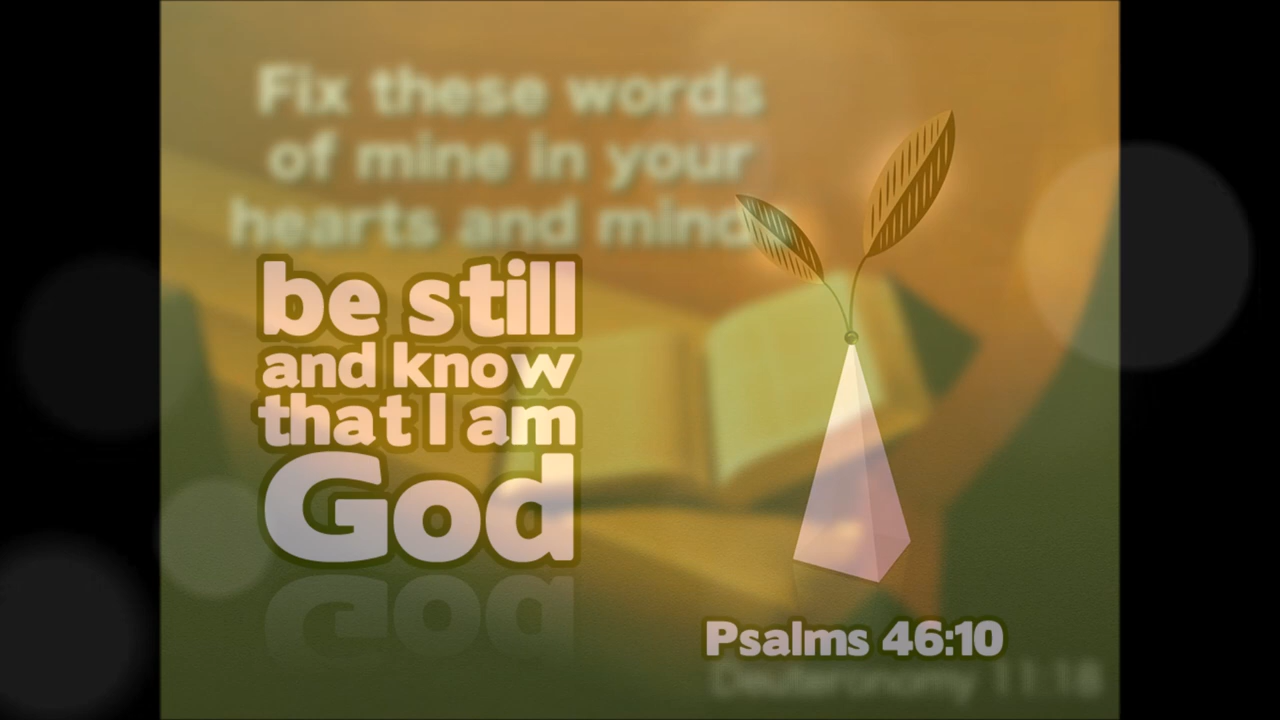 Fix these words
of mine in your
hearts and mind
be still
and know
that I am
God
Psalms 46:10
Deuteronomy 11:18